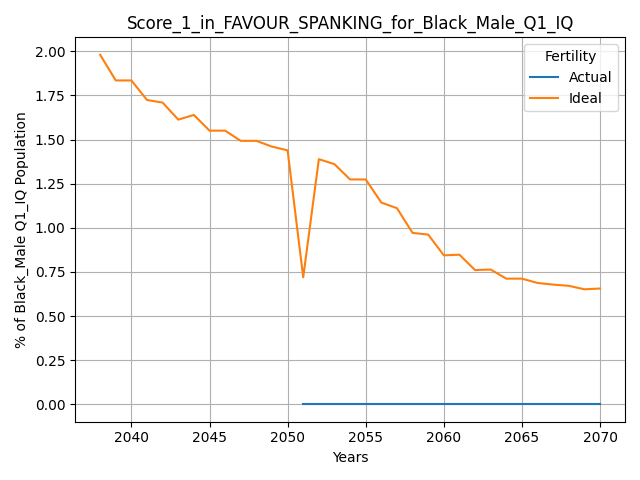 Score_1_in_FAVOUR_SPANKING_for_Black_Male_Q1_IQ
Fertility
Actual
Ideal
% of Black_Male Q1_IQ Population
2.00
1.75
1.50
1.25
1.00
0.75
0.50
0.25
0.00
2040 2045 2050 2055 2060 2065 2070
Years